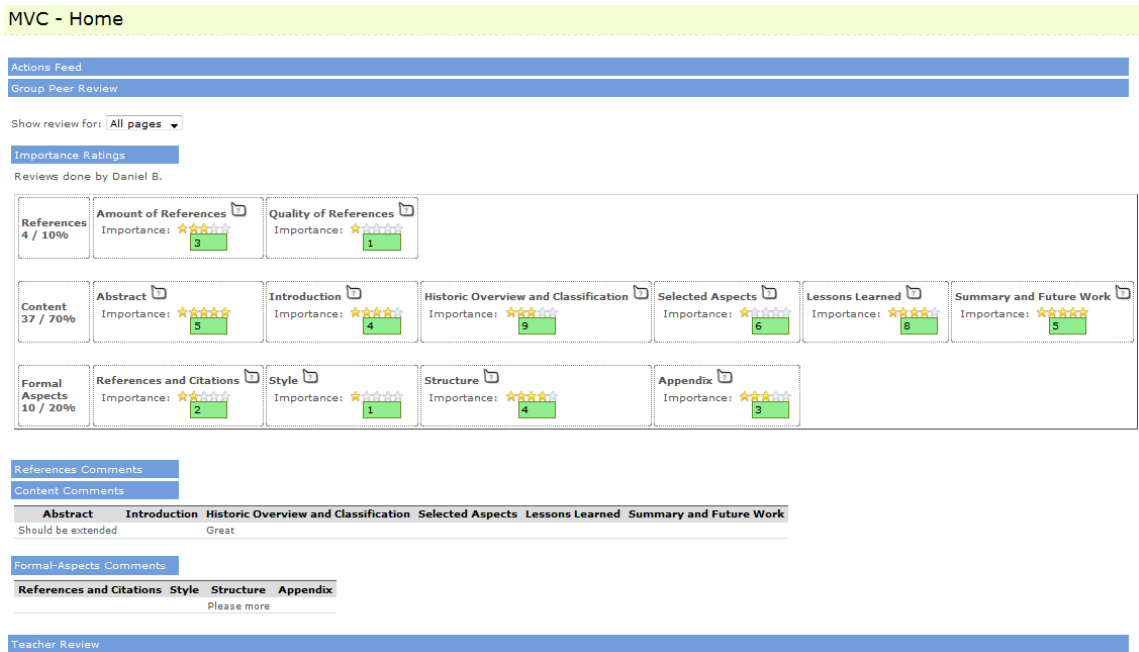 MVC - Home
Actions Feed
Group Peer Review
Show review for: All pages
Importance Ratings
Reviews done by Daniel B.
References 4 / 10%
Amount of References
Importance:
3
Quality of References
Importance:
1
Content 37 / 70%
Abstract
Importance:
5
Introduction
Importance:
4
Historic Overview and Classification
Importance:
9
Selected Aspects
Importance:
6
Lessons Learned
Importance:
8
Summary and Future Work
Importance:
5
Formal Aspects 10 / 20%
References and Citations
Importance:
2
Style
Importance:
1
Structure
Importance:
4
Appendix
Importance:
3
References Comments
Content Comments
Abstract Introduction Historic Overview and Classification Selected Aspects Lessons Learned Summary and Future Work
Should be extended Great
Formal-Aspects Comments
References and Citations Style Structure Appendix
Please more
Teacher Review